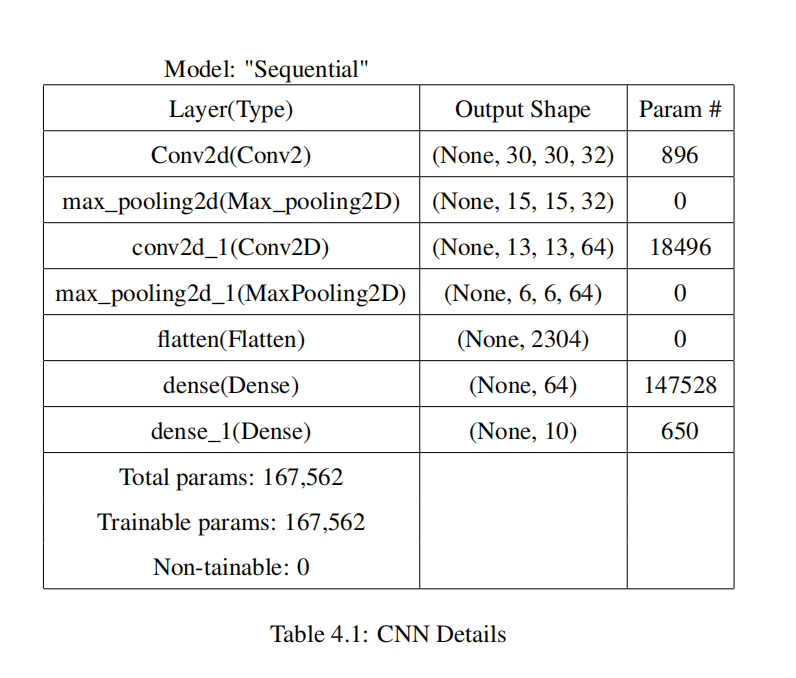 Model: "Sequential"
Layer(Type) Output Shape Param #
Conv2d(Conv2) (None, 30, 30, 32) 896
max_pooling2d(Max_pooling2D) (None, 15, 15, 32) 0
conv2d_1(Conv2D) (None, 13, 13, 64) 18496
max_pooling2d_1(MaxPooling2D) (None, 6, 6, 64) 0
flatten(Flatten) (None, 2304) 0
dense(Dense) (None, 64) 147528
dense_1(Dense) (None, 10) 650
Total params: 167,562
Trainable params: 167,562
Non-tainable: 0
Table 4.1: CNN Details